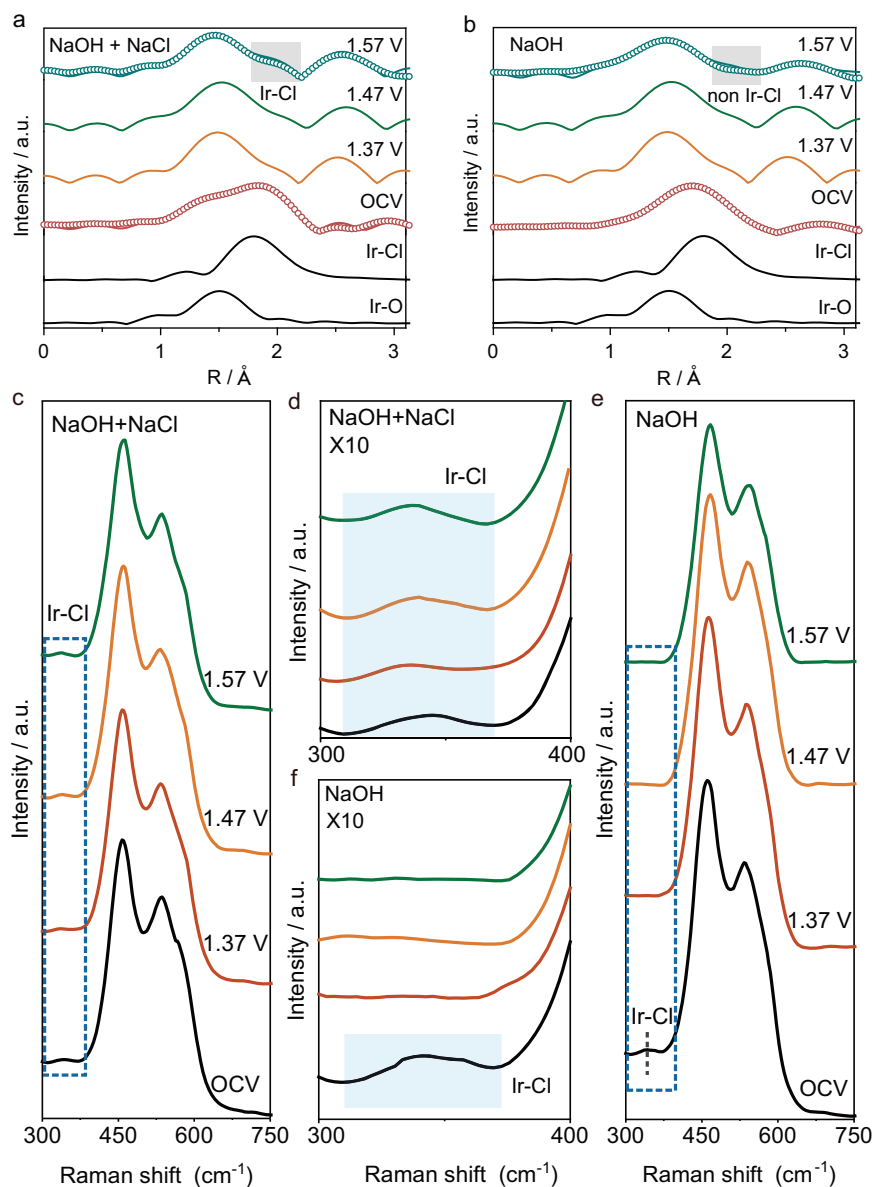 a
NaOH + NaCl
1.57 V
Ir-Cl
1.47 V
1.37 V
OCV
Ir-Cl
Ir-O
Intensity / a.u.
0 1 2 3
R / Å
b
NaOH
1.57 V
non Ir-Cl
1.47 V
1.37 V
OCV
Ir-Cl
Ir-O
Intensity / a.u.
0 1 2 3
R / Å
c
NaOH+NaCl
Ir-Cl
1.57 V
1.47 V
1.37 V
OCV
Intensity / a.u.
300 450 600 750
Raman shift (cm-1)
d
NaOH+NaCl
X10
Ir-Cl
Intensity / a.u.
300 400
f
NaOH
X10
Ir-Cl
Intensity / a.u.
300 400
Raman shift (cm-1)
e
NaOH
1.57 V
1.47 V
1.37 V
Ir-Cl
OCV
Intensity / a.u.
300 450 600 750
Raman shift (cm-1)